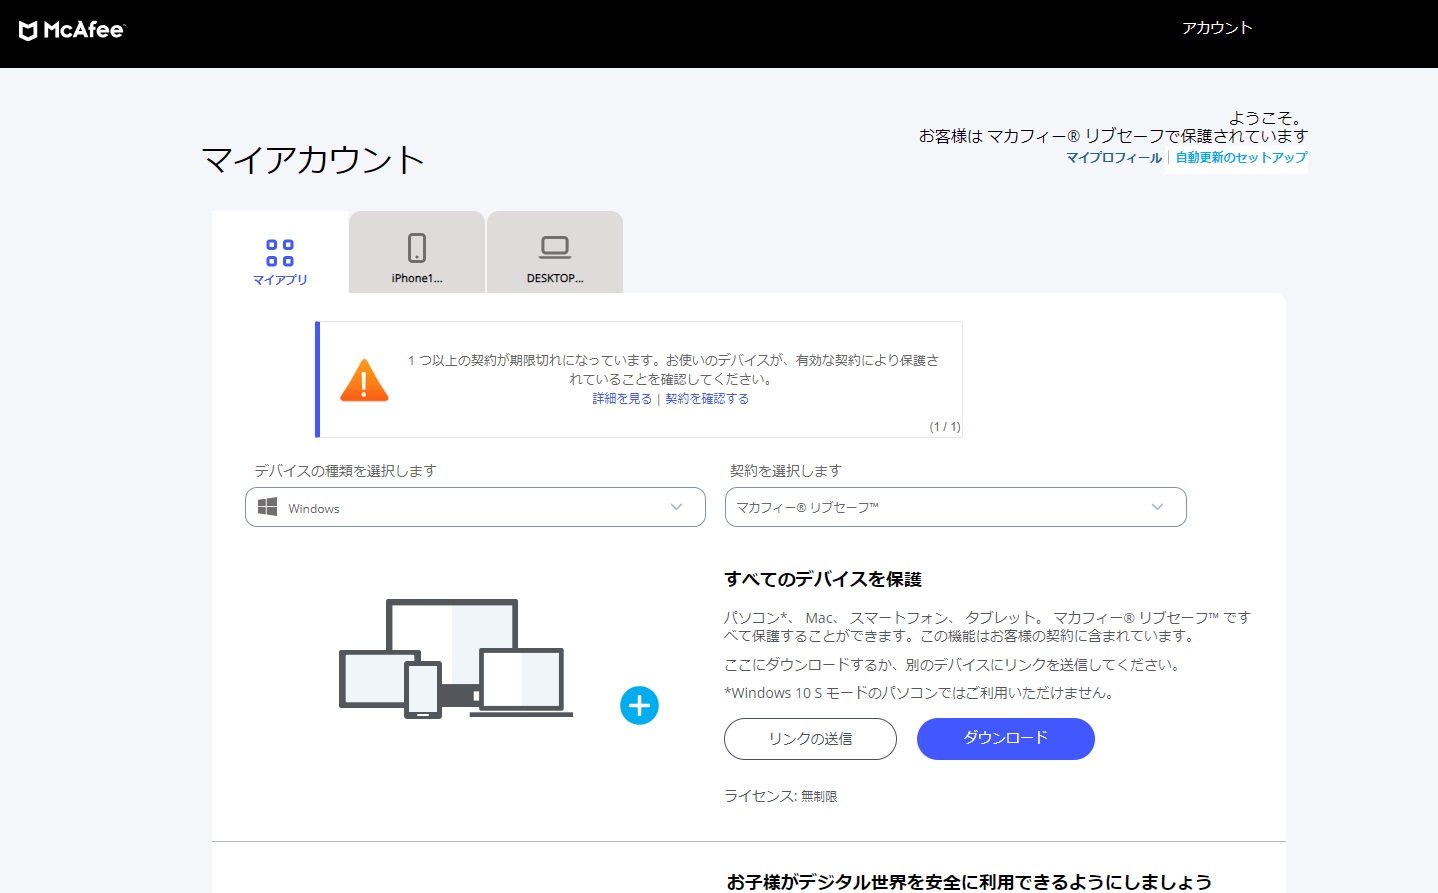 McAfee™
アカウント
ようこそ。
お客様は マカフィー® リブセーフで保護されています
マイプロフィール | 自動更新のセットアップ
マイアカウント
マイアプリ
iPhone1...
DESKTOP...
1 つ以上の契約が期限切れになっています。お使いのデバイスが、有効な契約により保護さ
れていることを確認してください。
詳細を見る | 契約を確認する
(1 / 1)
デバイスの種類を選択します
契約を選択します
Windows
マカフィー® リブセーフ™
すべてのデバイスを保護
パソコン*、 Mac、 スマートフォン、 タブレット。 マカフィー® リブセーフ™ です
べて保護することができます。この機能はお客様の契約に含まれています。
ここにダウンロードするか、別のデバイスにリンクを送信してください。
*Windows 10 S モードのパソコンではご利用いただけません。
リンクの送信
ダウンロード
ライセンス: 無制限
お子様がデジタル世界を安全に利用できるようにしましょう